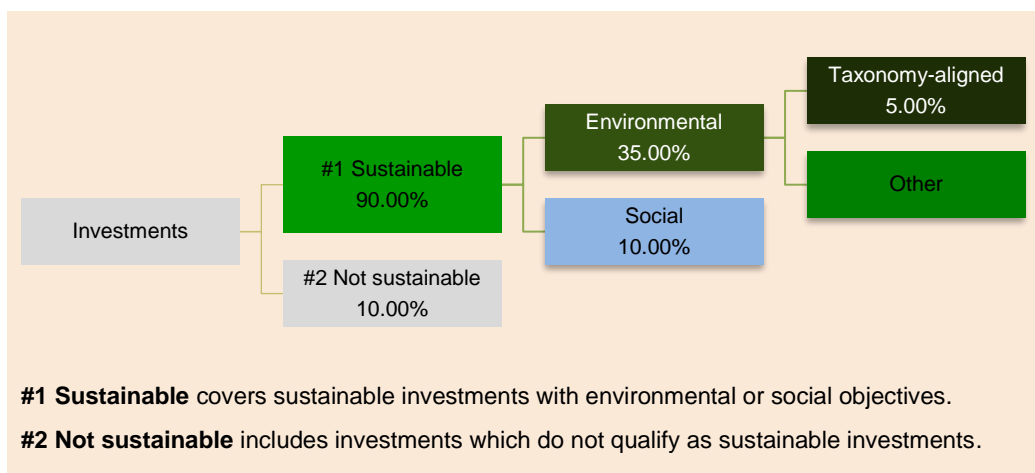 Taxonomy-aligned
5.00%
Environmental
35.00%
#1 Sustainable
90.00%
Other
Investments
Social
10.00%
#2 Not sustainable
10.00%
#1 Sustainable covers sustainable investments with environmental or social objectives.
#2 Not sustainable includes investments which do not qualify as sustainable investments.